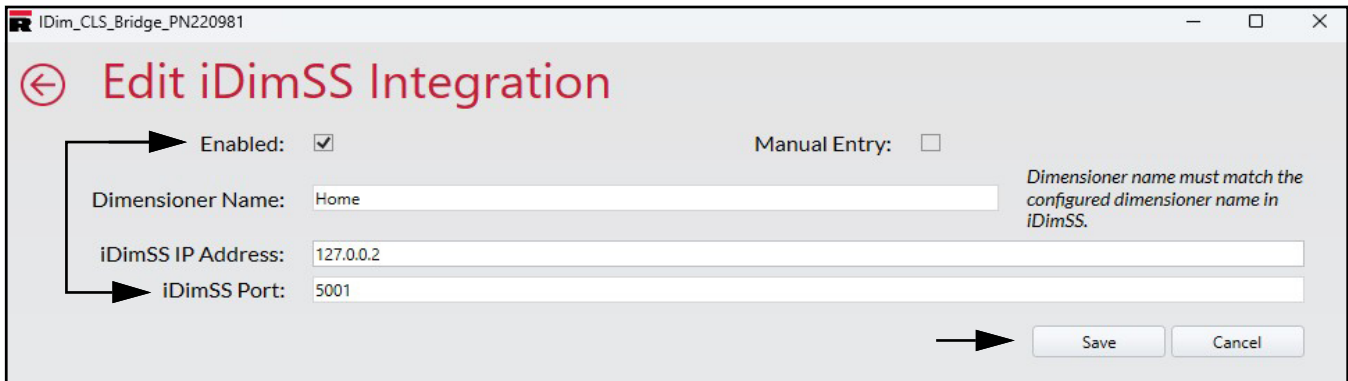 IDim_CLS_Bridge_PN220981
Edit iDimSS Integration
Enabled:
Manual Entry:
Dimensioner Name: Home
Dimensioner name must match the
configured dimensioner name in
iDimSS.
iDimSS IP Address: 127.0.0.2
iDimSS Port: 5001
Save Cancel